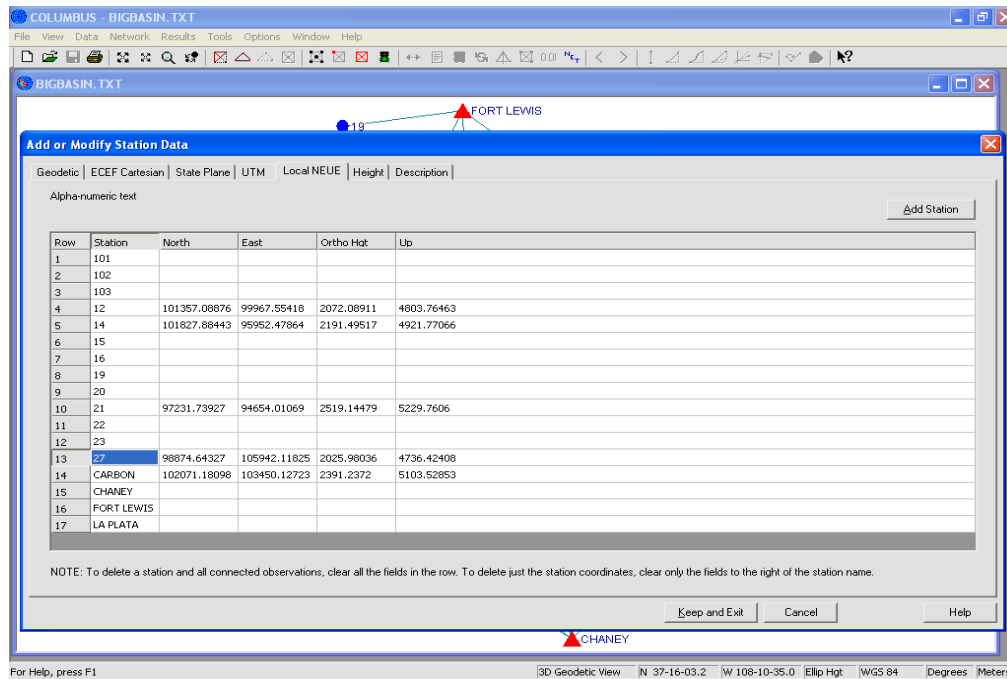 COLUMBUS - BIGBASIN.TXT
File View Data Network Results Tools Options Window Help
0.01 N E T
BIGBASIN.TXT
FORT LEWIS
19
Add or Modify Station Data
Geodetic ECEF Cartesian State Plane UTM Local NEUE Height Description
Alpha-numeric text
Add Station
Row Station North East Ortho Hgt Up
1 101
2 102
3 103
4 12 101357.08876 99967.55418 2072.08911 4803.76463
5 14 101827.88443 95952.47864 2191.49517 4921.77066
6 15
7 16
8 19
9 20
10 21 97231.73927 94654.01069 2519.14479 5229.7606
11 22
12 23
13 27 98874.64327 105942.11825 2025.98036 4736.42408
14 CARBON 102071.18098 103450.12723 2391.2372 5103.52853
15 CHANEY
16 FORT LEWIS
17 LA PLATA
NOTE: To delete a station and all connected observations, clear all the fields in the row. To delete just the station coordinates, clear only the fields to the right of the station name.
Keep and Exit Cancel Help
CHANEY
For Help, press F1 3D Geodetic View N 37-16-03.2 W 108-10-35.0 Ellip Hgt WGS 84 Degrees Meter